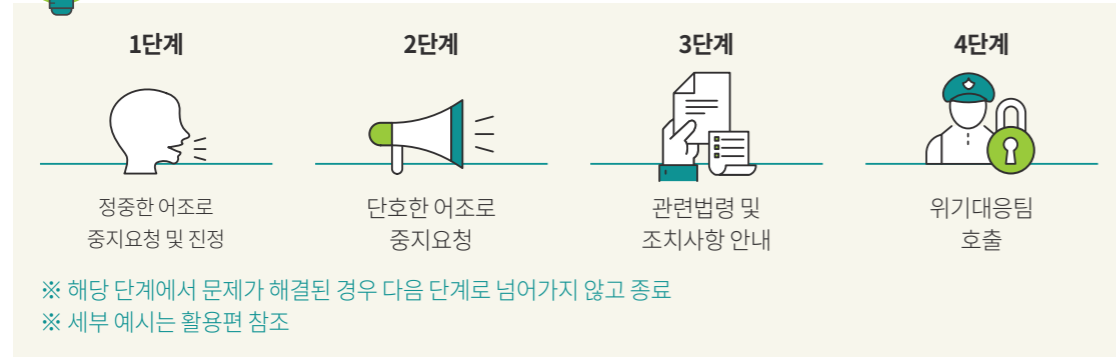 1단계
2단계
3단계
4단계
정중한 어조로
중지요청 및 진정
단호한 어조로
중지요청
관련법령 및
조치사항 안내
위기대응팀
호출
※ 해당 단계에서 문제가 해결된 경우 다음 단계로 넘어가지 않고 종료
※ 세부 예시는 활용편 참조